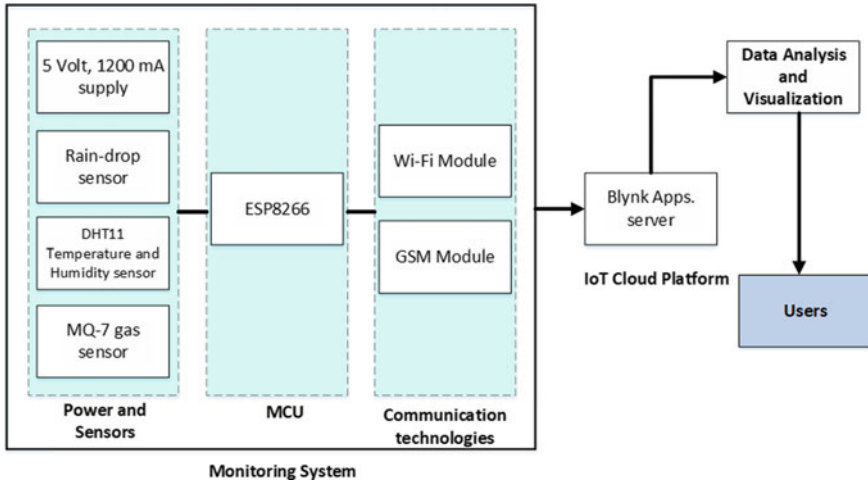 5 Volt, 1200 mA
supply
Rain-drop
sensor
DHT11
Temperature and
Humidity sensor
MQ-7 gas
sensor
Power and
Sensors
ESP8266
MCU
Wi-Fi Module
GSM Module
Communication
technologies
Monitoring System
Blynk Apps.
server
IoT Cloud Platform
Data Analysis
and
Visualization
Users